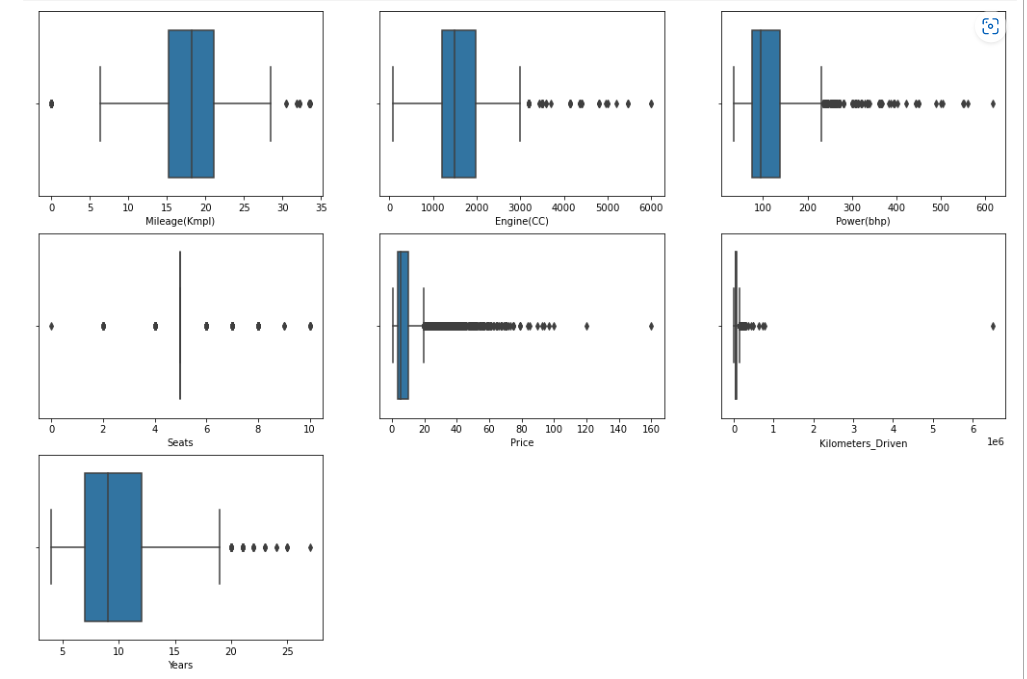 0 5 10 15 20 25 30 35
Mileage(Kmpl)
0 1000 2000 3000 4000 5000 6000
Engine(CC)
100 200 300 400 500 600
Power(bhp)
0 2 4 6 8 10
Seats
0 20 40 60 80 100 120 140 160
Price
0 1 2 3 4 5 6
1e6
Kilometers_Driven
5 10 15 20 25
Years